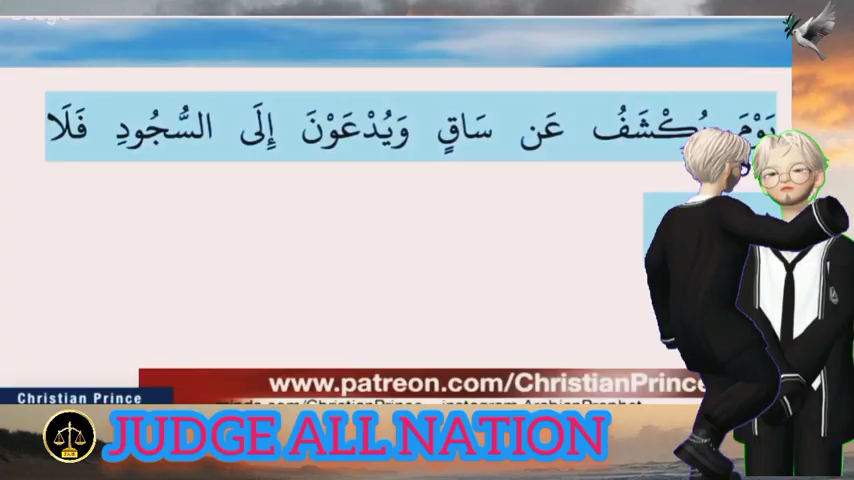 يَوْمَ يُكْشَفُ عَن سَاقٍ وَيُدْعَوْنَ إِلَى السُّجُودِ فَلَا
www.patreon.com/ChristianPrince
Christian Prince
JUDGE ALL NATION